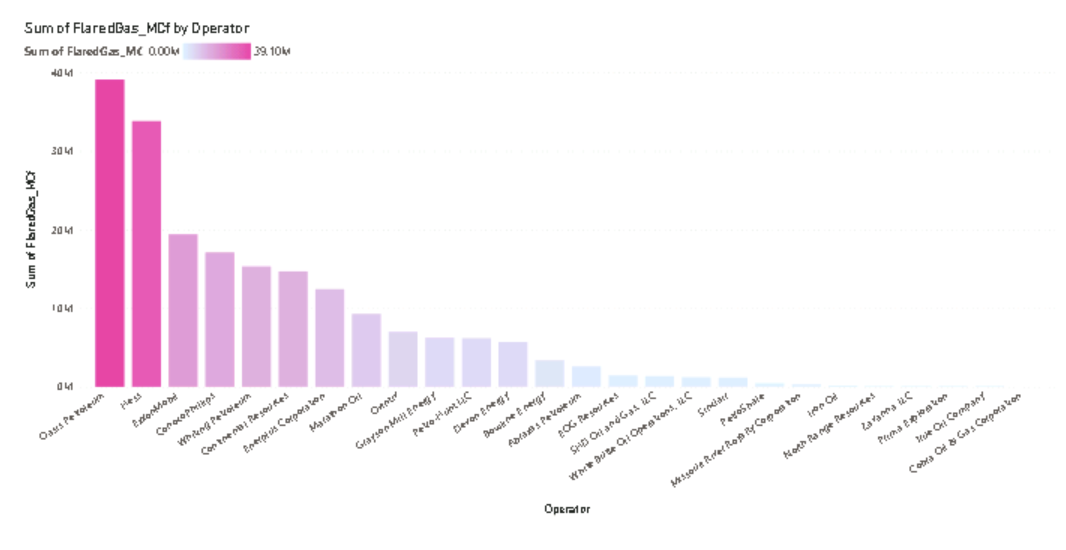 Sum of FlaredGas_MCf by Operator
Sum of FlaredGas_MC 0.00M 39.10M
40M
30M
20M
10M
0M
Sum of FlaredGas_MCf
Oasis Petroleum
Hess
ExxonMobil
ConocoPhillips
Whiting Petroleum
Continental Resources
Enerplus Corporation
Marathon Oil
Ovintiv
Grayson Mill Energy
Petro-Hunt LLC
Devon Energy
Bowline Energy
Abraxas Petroleum
EOG Resources
SHD Oil and Gas, LLC
White Butte Oil Operations, LLC
Sinclair
PetroShale
Missouri River Royalty Corporation
Iron Oil
North Range Resources
Zavanna LLC
Prima Exploration
True Oil Company
Cobra Oil & Gas Corporation
Operator